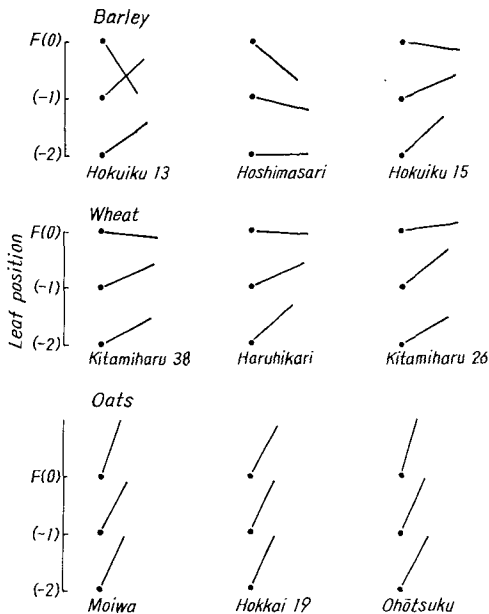 Barley
F(0)
(-1)
(-2)
Hokuiku 13 Hoshimasari Hokuiku 15
Wheat
F(0)
(-1)
(-2)
Kitamiharu 38 Haruhikari Kitamiharu 26
Leaf position
Oats
F(0)
(-1)
(-2)
Moiwa Hokkai 19 Ohōtsuku